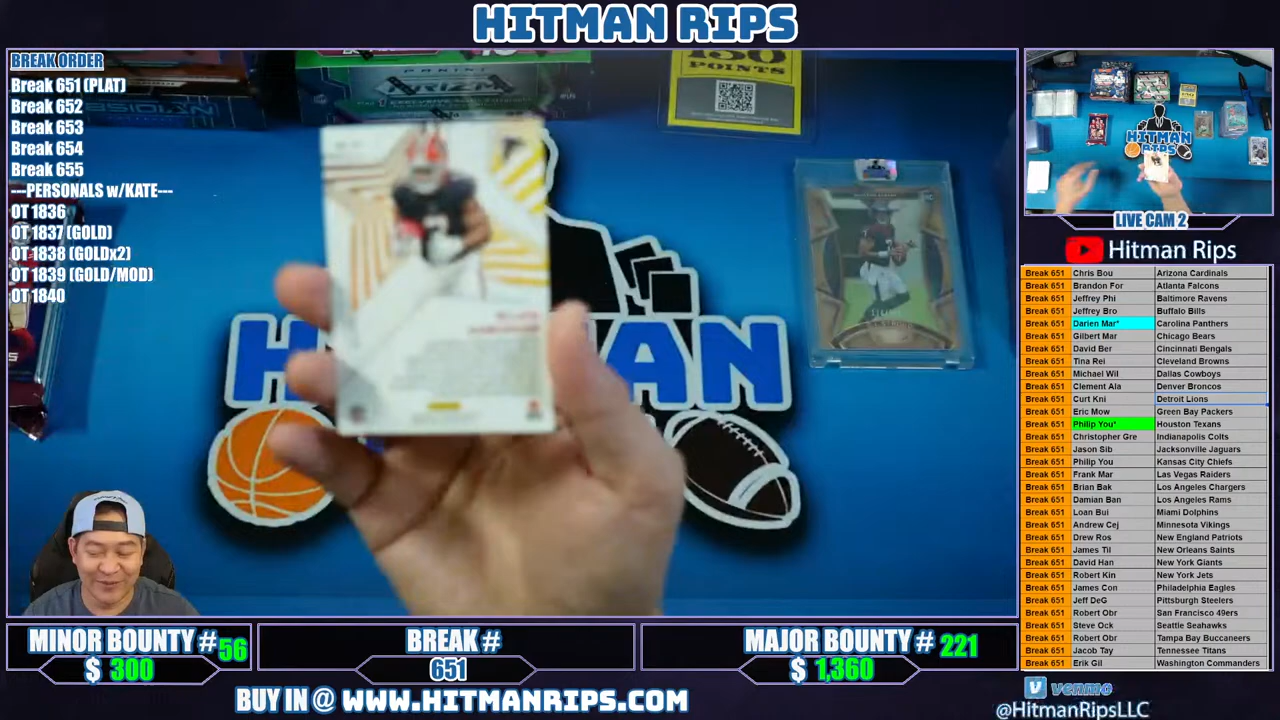 HITMAN RIPS
BREAK ORDER
Break 651 (PLAT)
Break 652
Break 653
Break 654
Break 655
---PERSONALS w/KATE---
OT 1836
OT 1837 (GOLD)
OT 1838 (GOLDx2)
OT 1839 (GOLD/MOD)
OT 1840
PANINI
PRIZM
OBSIDIAN
POINTS
HITMAN
RIPS
LIVE CAM 2
Hitman Rips
Break 651 Chris Bou Arizona Cardinals
Break 651 Brandon For Atlanta Falcons
Break 651 Jeffrey Phi Baltimore Ravens
Break 651 Jeffrey Bro Buffalo Bills
Break 651 Darien Mar* Carolina Panthers
Break 651 Gilbert Mar Chicago Bears
Break 651 David Ber Cincinnati Bengals
Break 651 Tina Rei Cleveland Browns
Break 651 Michael Wil Dallas Cowboys
Break 651 Clement Ala Denver Broncos
Break 651 Curt Kni Detroit Lions
Break 651 Eric Mow Green Bay Packers
Break 651 Philip You* Houston Texans
Break 651 Christopher Gre Indianapolis Colts
Break 651 Jason Sib Jacksonville Jaguars
Break 651 Philip You Kansas City Chiefs
Break 651 Frank Mar Las Vegas Raiders
Break 651 Brian Bak Los Angeles Chargers
Break 651 Damian Ban Los Angeles Rams
Break 651 Loan Bui Miami Dolphins
Break 651 Andrew Cej Minnesota Vikings
Break 651 Drew Ros New England Patriots
Break 651 James Til New Orleans Saints
Break 651 David Han New York Giants
Break 651 Robert Kin New York Jets
Break 651 James Con Philadelphia Eagles
Break 651 Jeff DeG Pittsburgh Steelers
Break 651 Robert Obr San Francisco 49ers
Break 651 Steve Ock Seattle Seahawks
Break 651 Robert Obr Tampa Bay Buccaneers
Break 651 Jacob Tay Tennessee Titans
Break 651 Erik Gil Washington Commanders
MINOR BOUNTY # 56
$ 300
BREAK #
651
MAJOR BOUNTY # 221
$ 1,360
BUY IN @ WWW.HITMANRIPS.COM
venmo
@HitmanRipsLLC